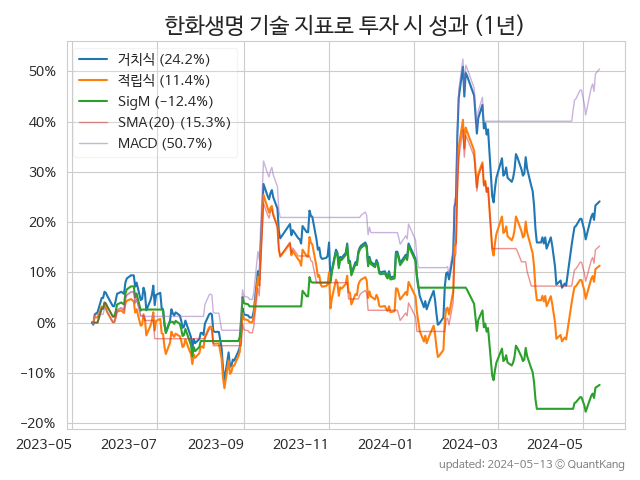 한화생명 기술 지표로 투자 시 성과 (1년)
거치식 (24.2%)
적립식 (11.4%)
SigM (−12.4%)
SMA(20) (15.3%)
MACD (50.7%)
50%
40%
30%
20%
10%
0%
−10%
−20%
2023-05 2023-07 2023-09 2023-11 2024-01 2024-03 2024-05
updated: 2024-05-13 ⓒ QuantKang